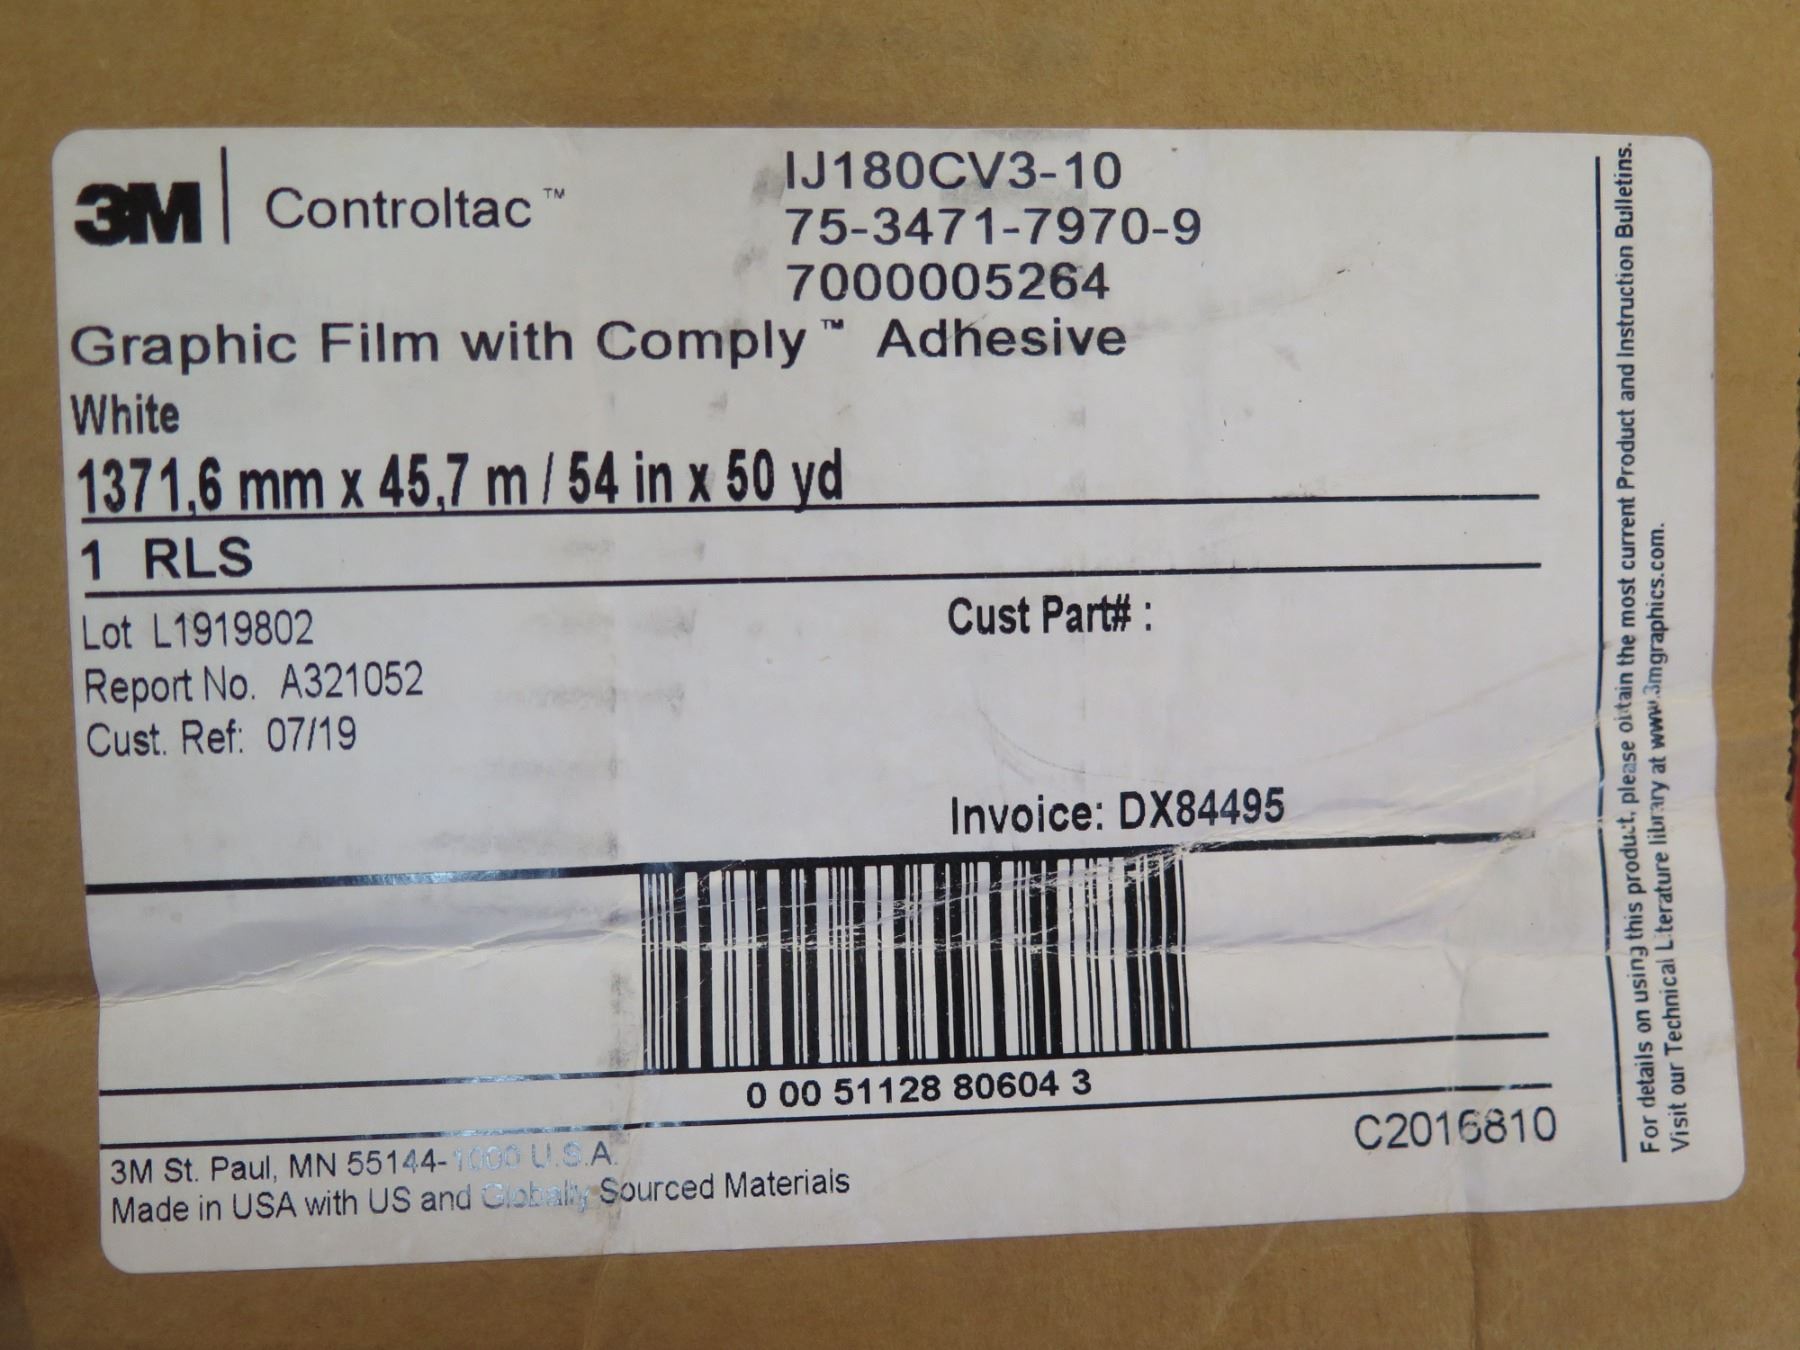 3M Controltac™
IJ180CV3-10
75-3471-7970-9
7000005264
Graphic Film with Comply™ Adhesive
White
1371,6 mm x 45,7 m / 54 in x 50 yd
1 RLS
Lot L1919802
Report No. A321052
Cust. Ref: 07/19
Cust Part# :
Invoice: DX84495
0 00 51128 80604 3
C2016810
3M St. Paul, MN 55144-1000 U.S.A.
Made in USA with US and Globally Sourced Materials
For details on using this product, please obtain the most current Product and Instruction Bulletins.
Visit our Technical Literature library at www.3mgraphics.com.